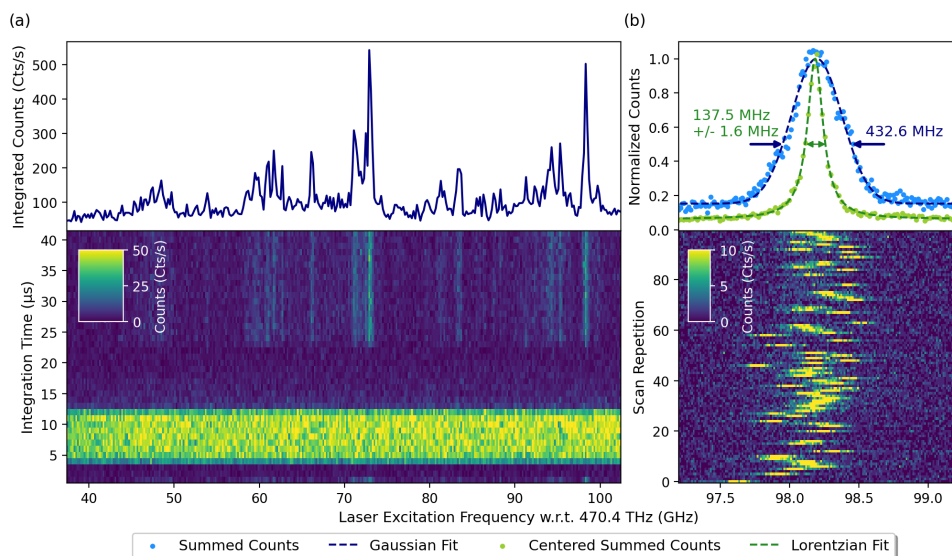 (a)
(b)
Integrated Counts (Cts/s)
500
400
300
200
100
Normalized Counts
1.0
0.8
0.6
0.4
0.2
0.0
137.5 MHz
+/- 1.6 MHz
432.6 MHz
Integration Time (µs)
40
35
30
25
20
15
10
5
50
25
0
Counts (Cts/s)
40
50
60
70
80
90
100
Scan Repetition
80
60
40
20
0
10
5
0
Counts (Cts/s)
97.5
98.0
98.5
99.0
Laser Excitation Frequency w.r.t. 470.4 THz (GHz)
Summed Counts
Gaussian Fit
Centered Summed Counts
Lorentzian Fit